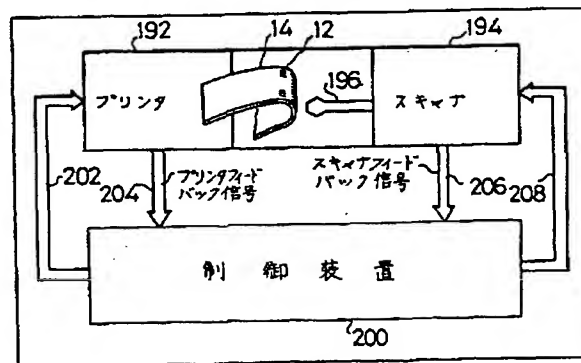 192
14
12
194
プリンタ
196
スキャナ
202
204
プリンタフィード
バック信号
スキャナフィード
バック信号
206
208
制御装置
200